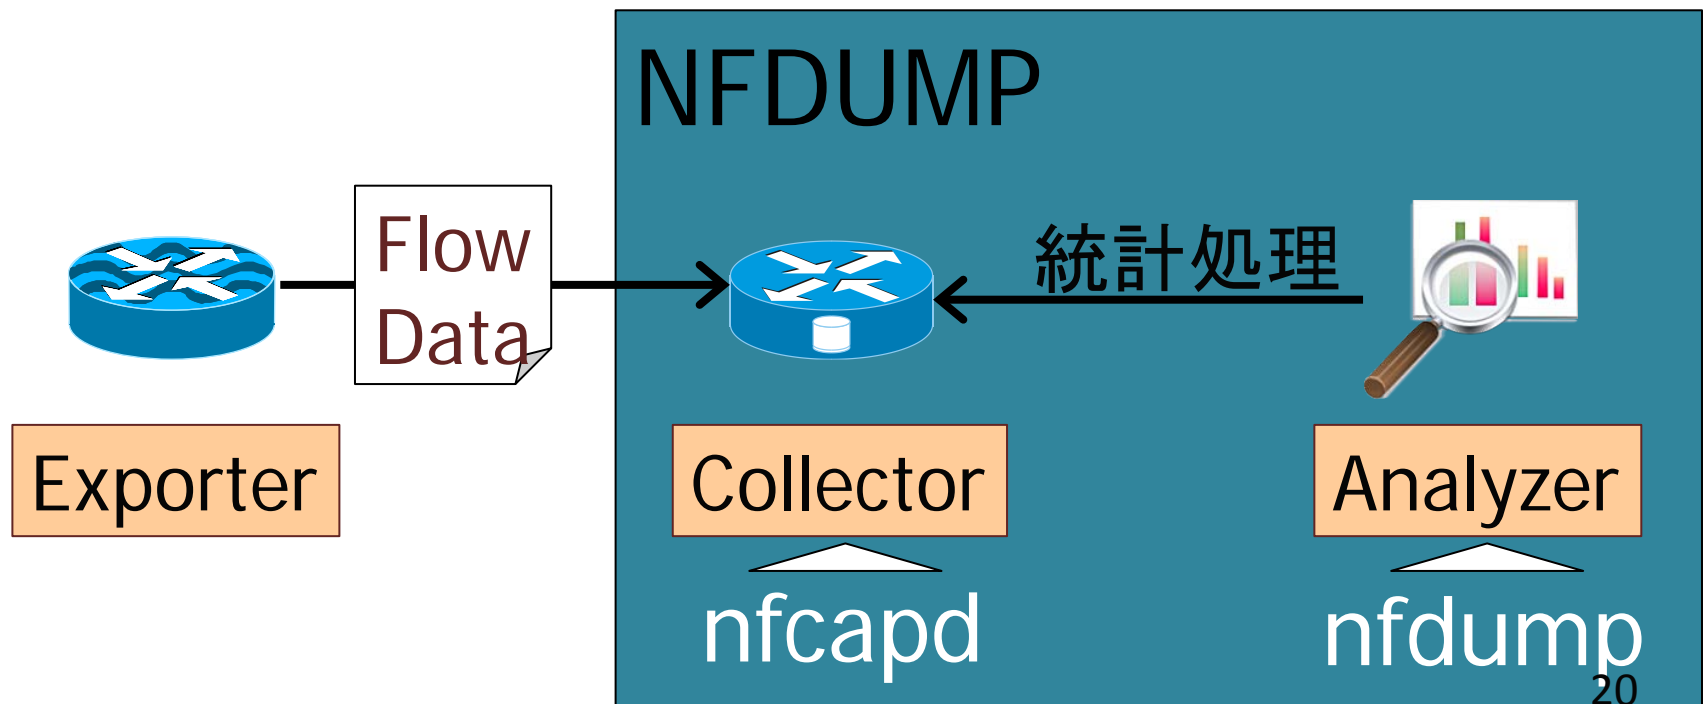 NFDUMP
Flow
Data
統計処理
Exporter
Collector
Analyzer
nfcapd
nfdump
20